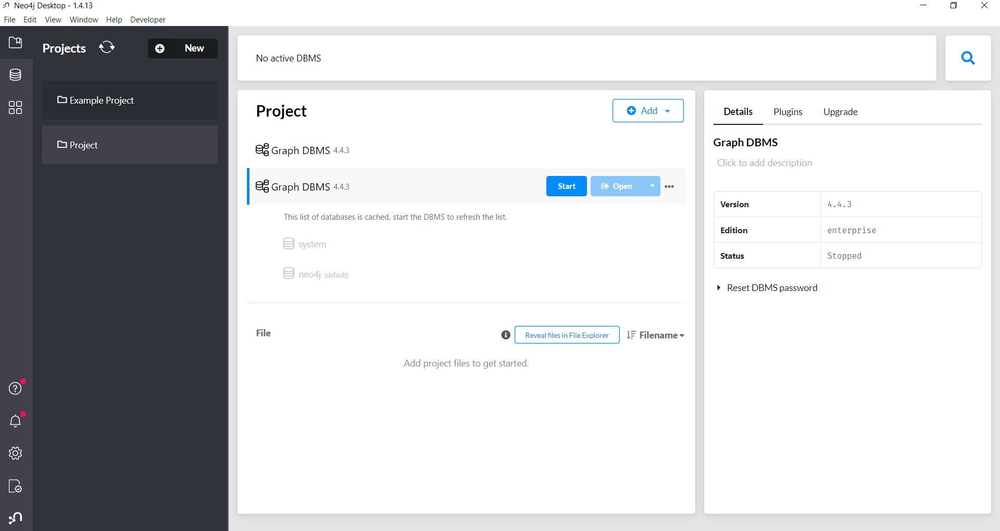 Neo4j Desktop - 1.4.13
File Edit View Window Help Developer
Projects
New
Example Project
Project
No active DBMS
Project
Add
Graph DBMS 4.4.3
Graph DBMS 4.4.3
Start
Open
This list of databases is cached, start the DBMS to refresh the list.
system
neo4j (default)
File
Reveal files in File Explorer
Filename
Add project files to get started.
Details Plugins Upgrade
Graph DBMS
Click to add description
Version 4.4.3
Edition enterprise
Status Stopped
Reset DBMS password